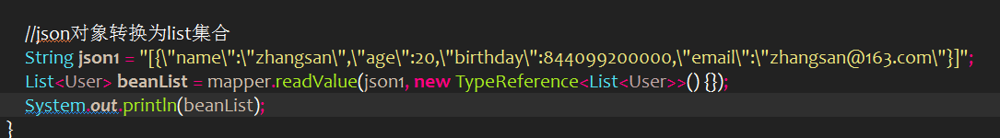 //json对象转换为list集合
String json1 = "[{\"name\":\"zhangsan\",\"age\":20,\"birthday\":844099200000,\"email\":\"zhangsan@163.com\"}]";
List<User> beanList = mapper.readValue(json1, new TypeReference<List<User>>() {});
System.out.println(beanList);
}